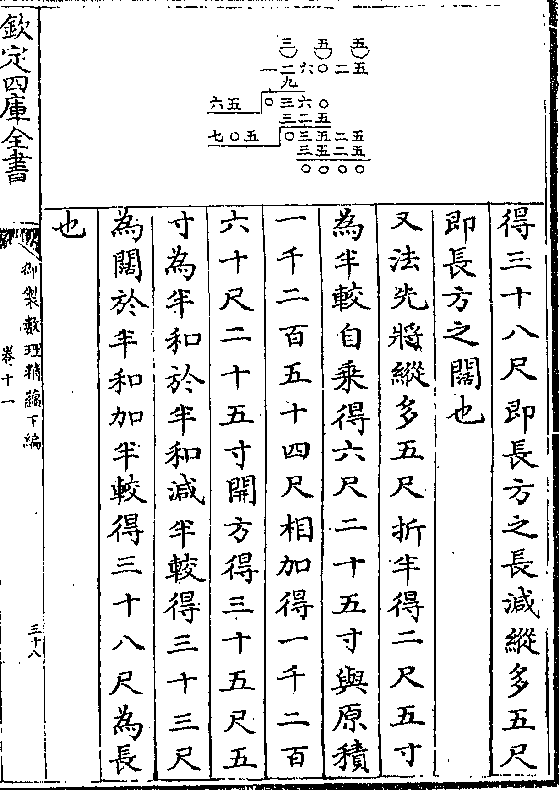 三 五 五
一二六〇二五
九
〇三六〇
六五
三二五
七〇五
〇三五二五
三五二五
〇〇〇〇
得三十八尺即長方之長減縱多五尺
即長方之闊也
又法先將縱多五尺折半得二尺五寸
為半較自乘得六尺二十五寸與原積
一千二百五十四尺相加得一千二百
六十尺二十五寸開方得三十五尺五
寸為半和於半和減半較得三十三尺
為闊於半和加半較得三十八尺為長
也
欽定四庫全書
御製數理精蘊下編
卷十一
三十八